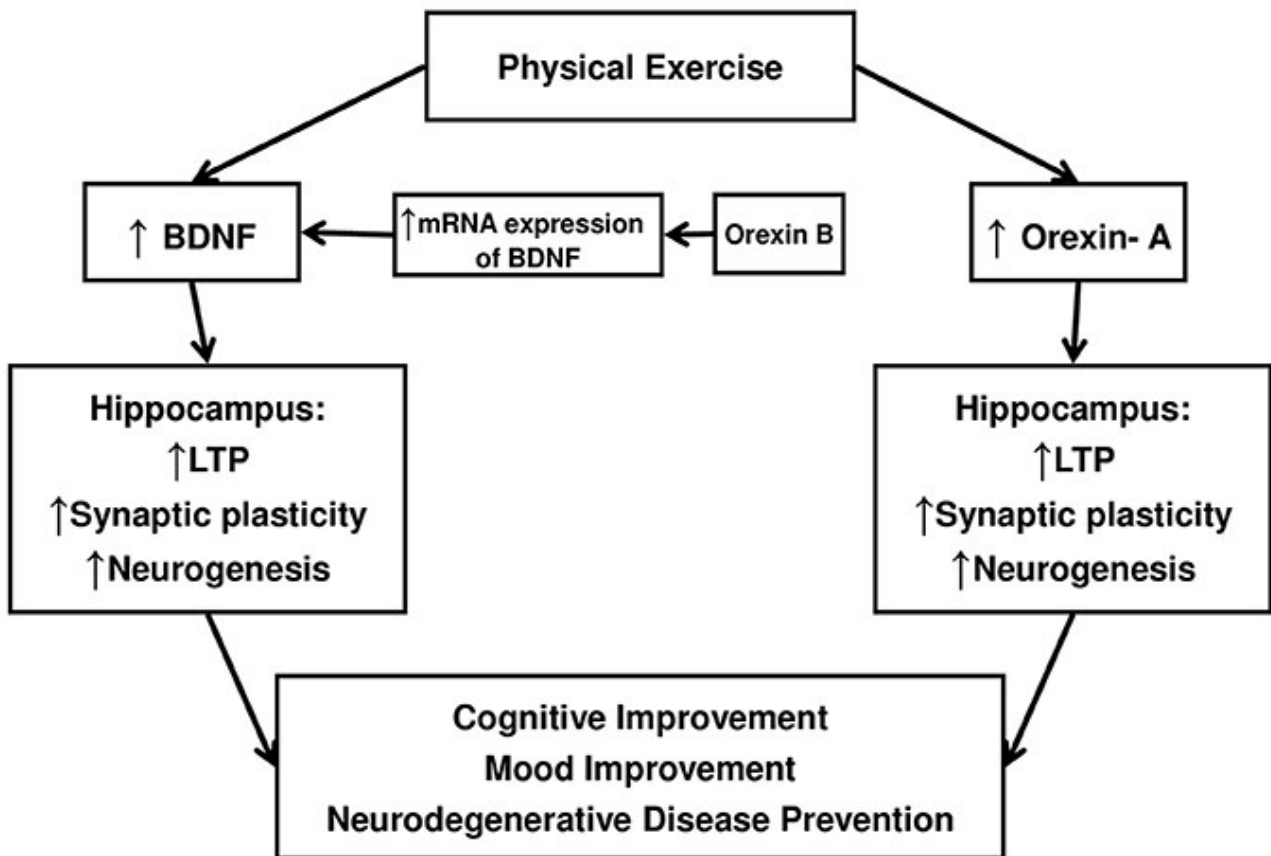 Physical Exercise
↑ BDNF
↑mRNA expression
of BDNF
Orexin B
↑ Orexin- A
Hippocampus:
↑LTP
↑Synaptic plasticity
↑Neurogenesis
Hippocampus:
↑LTP
↑Synaptic plasticity
↑Neurogenesis
Cognitive Improvement
Mood Improvement
Neurodegenerative Disease Prevention